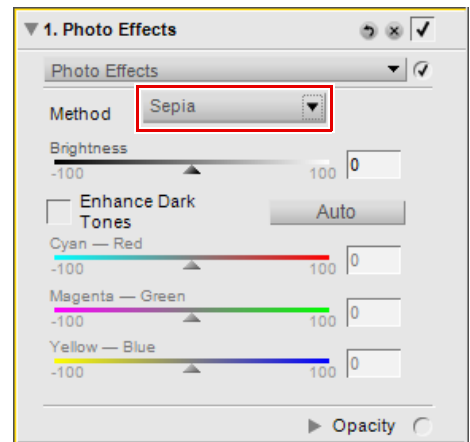 1. Photo Effects
Photo Effects
Method Sepia
Brightness
-100 100 0
Enhance Dark
Tones Auto
Cyan — Red
-100 100 0
Magenta — Green
-100 100 0
Yellow — Blue
-100 100 0
Opacity